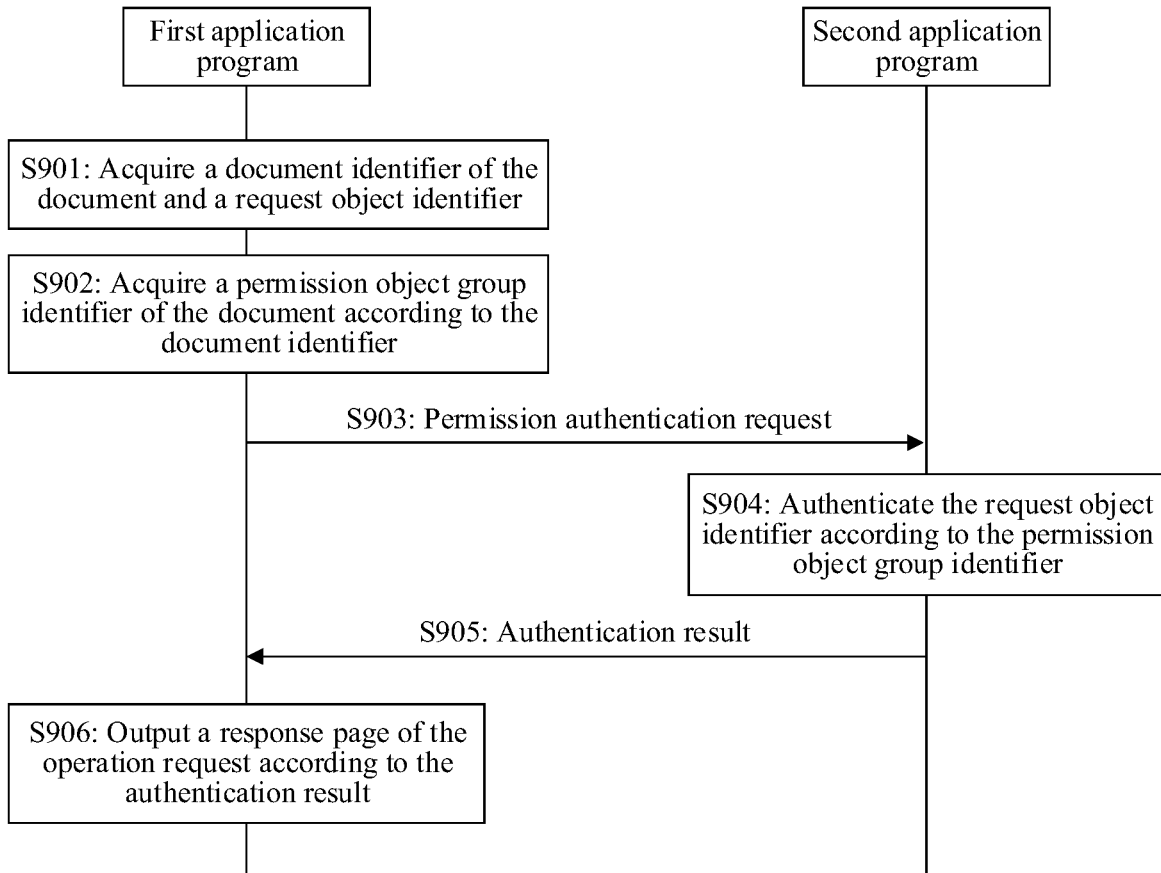 First application
program
Second application
program
S901: Acquire a document identifier of the
document and a request object identifier
S902: Acquire a permission object group
identifier of the document according to the
document identifier
S903: Permission authentication request
S904: Authenticate the request object
identifier according to the permission
object group identifier
S905: Authentication result
S906: Output a response page of the
operation request according to the
authentication result